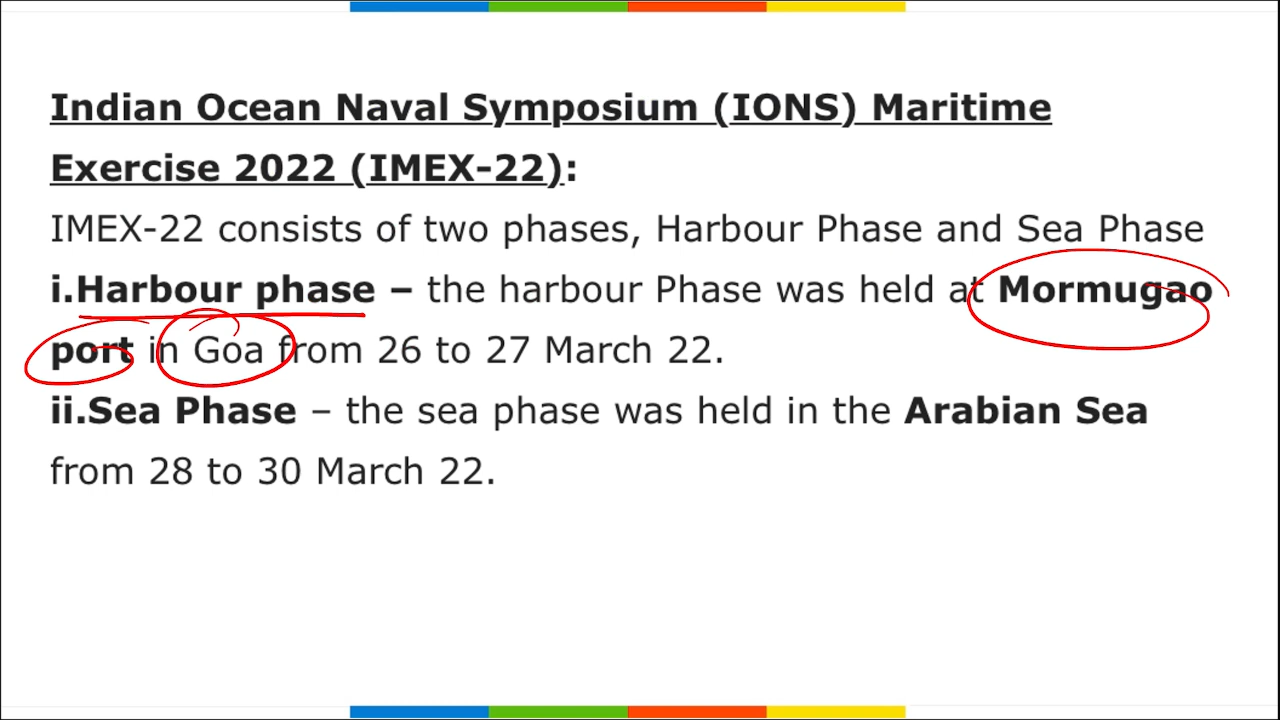 Indian Ocean Naval Symposium (IONS) Maritime
Exercise 2022 (IMEX-22):
IMEX-22 consists of two phases, Harbour Phase and Sea Phase
i.Harbour phase – the harbour Phase was held at Mormugao
port in Goa from 26 to 27 March 22.
ii.Sea Phase – the sea phase was held in the Arabian Sea
from 28 to 30 March 22.